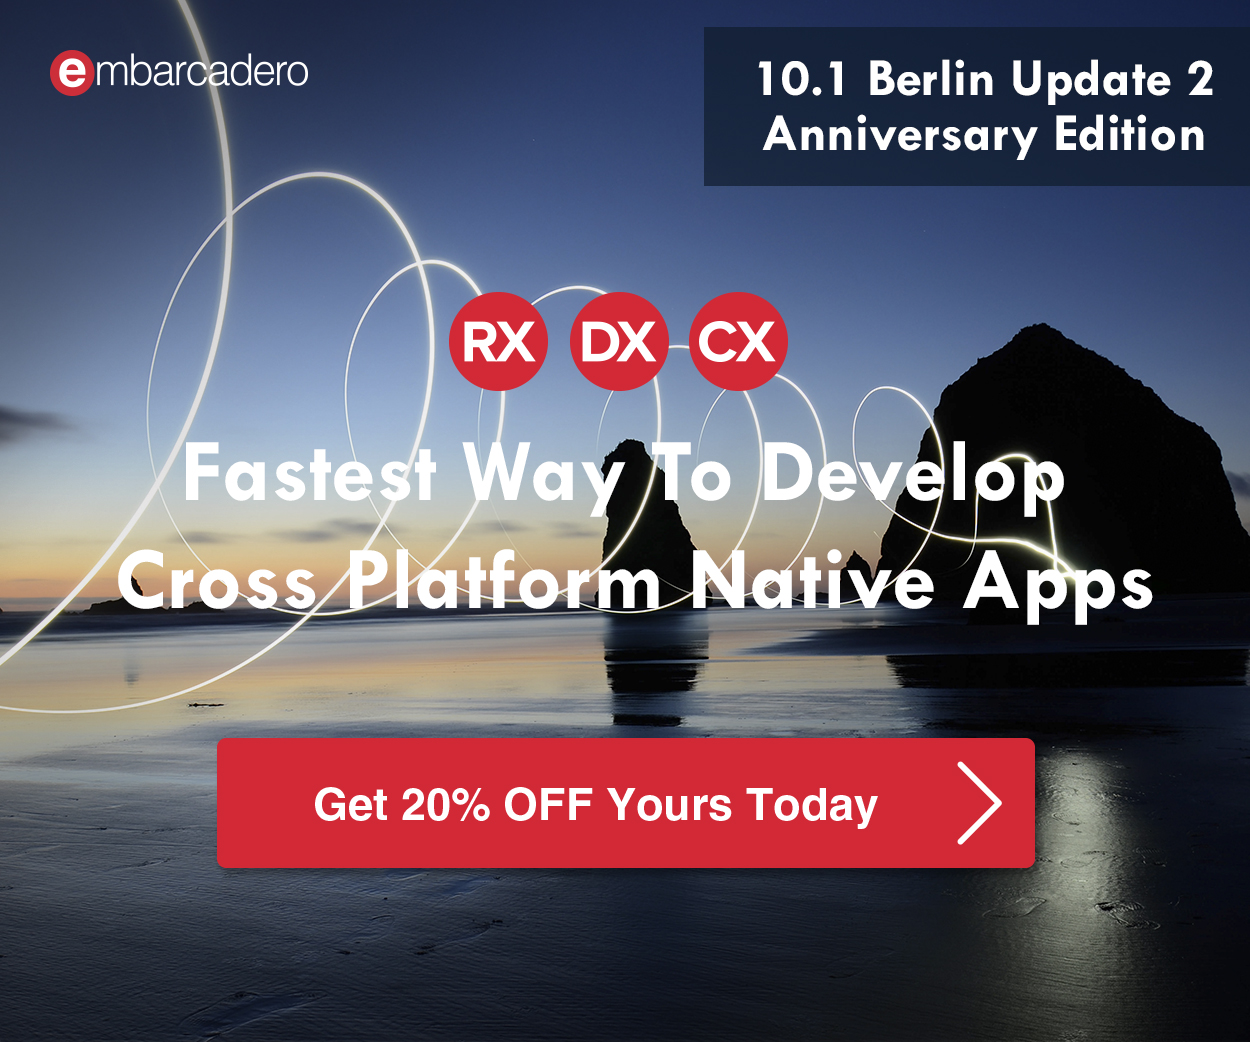 embarcadero
10.1 Berlin Update 2
Anniversary Edition
RX DX CX
Fastest Way To Develop
Cross Platform Native Apps
Get 20% OFF Yours Today